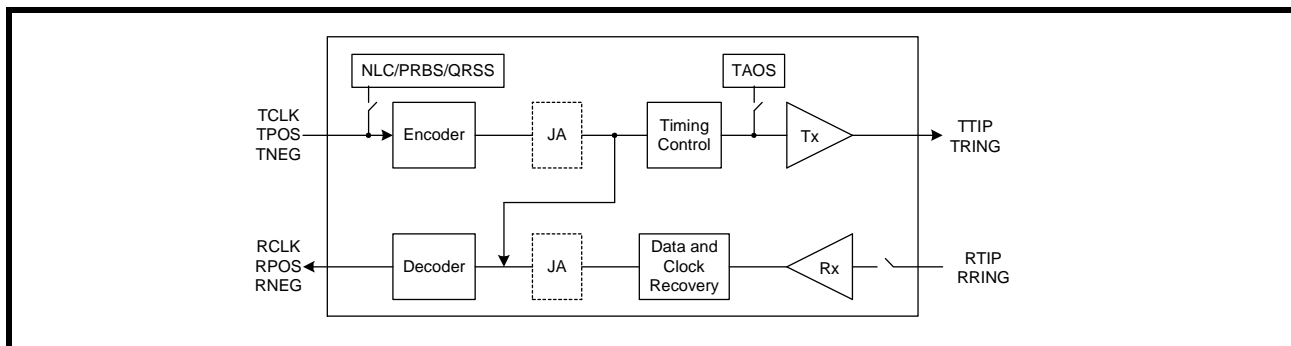 NLC/PRBS/QRSS
TAOS
TCLK
TPOS
TNEG
Encoder
JA
Timing
Control
Tx
TTIP
TRING
RCLK
RPOS
RNEG
Decoder
JA
Data and
Clock
Recovery
Rx
RTIP
RRING